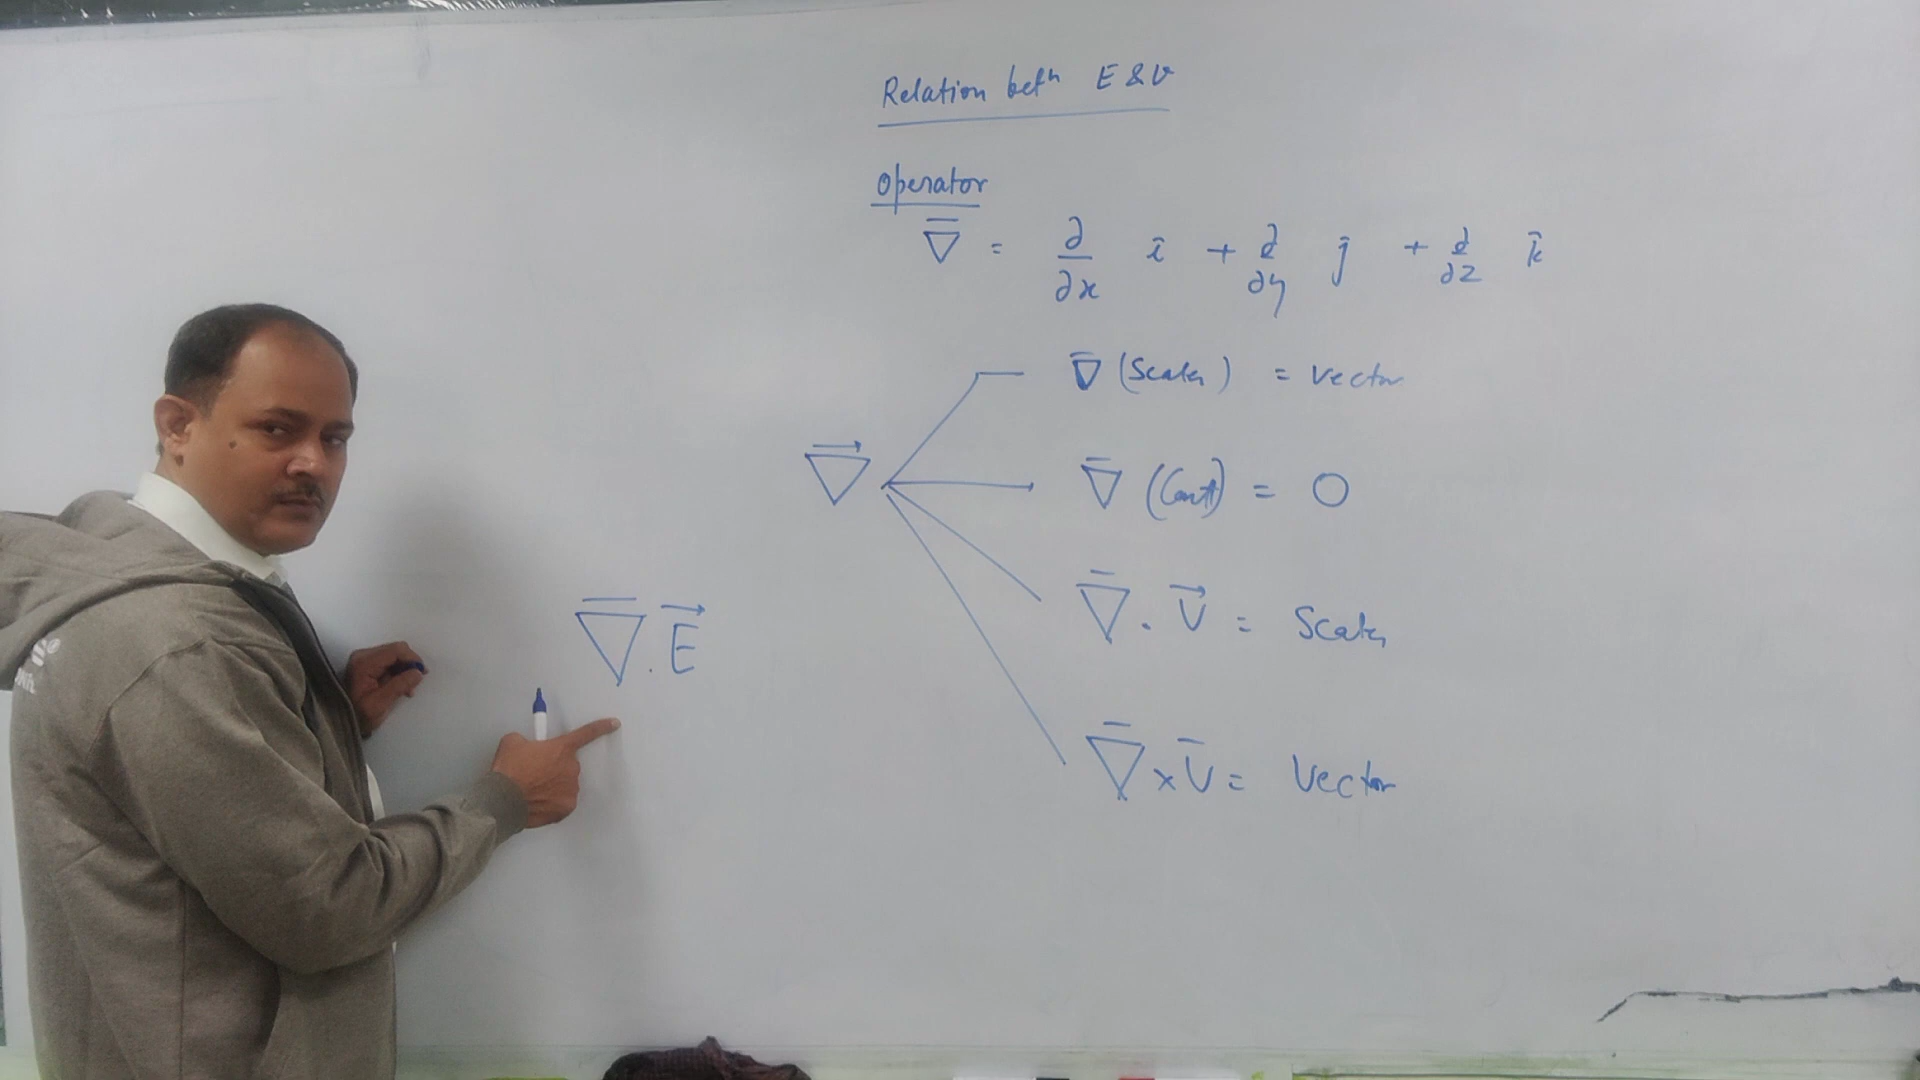 Relation betn E & V
Operator
∇̅ = ∂/∂x i̅ + ∂/∂y j̅ + ∂/∂z k̅
∇̅ (Scalar) = Vector
∇⃗
∇̅ (Const) = 0
∇̅ . V⃗ = Scalar
∇̅ . E⃗
∇̅ × V̅ = Vector